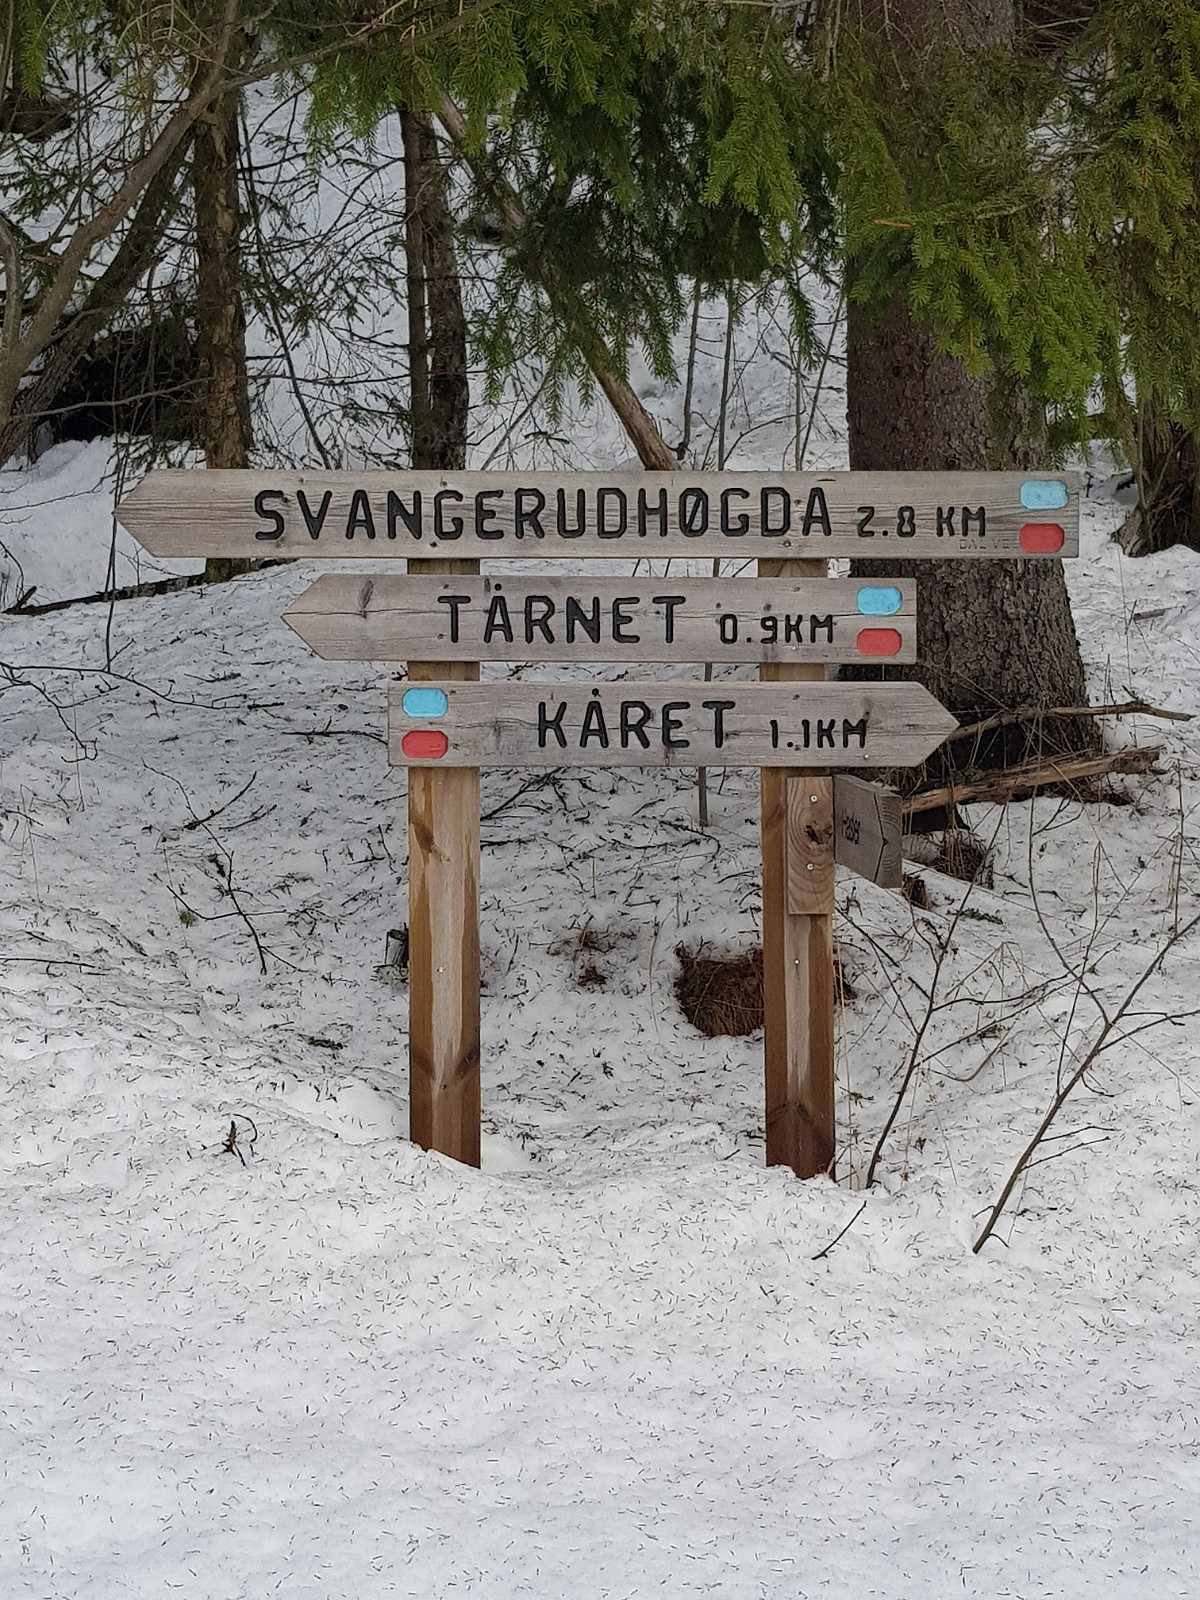 SVANGERUDHØGDA 2.8 KM
TÅRNET 0.9KM
KÅRET 1.1KM